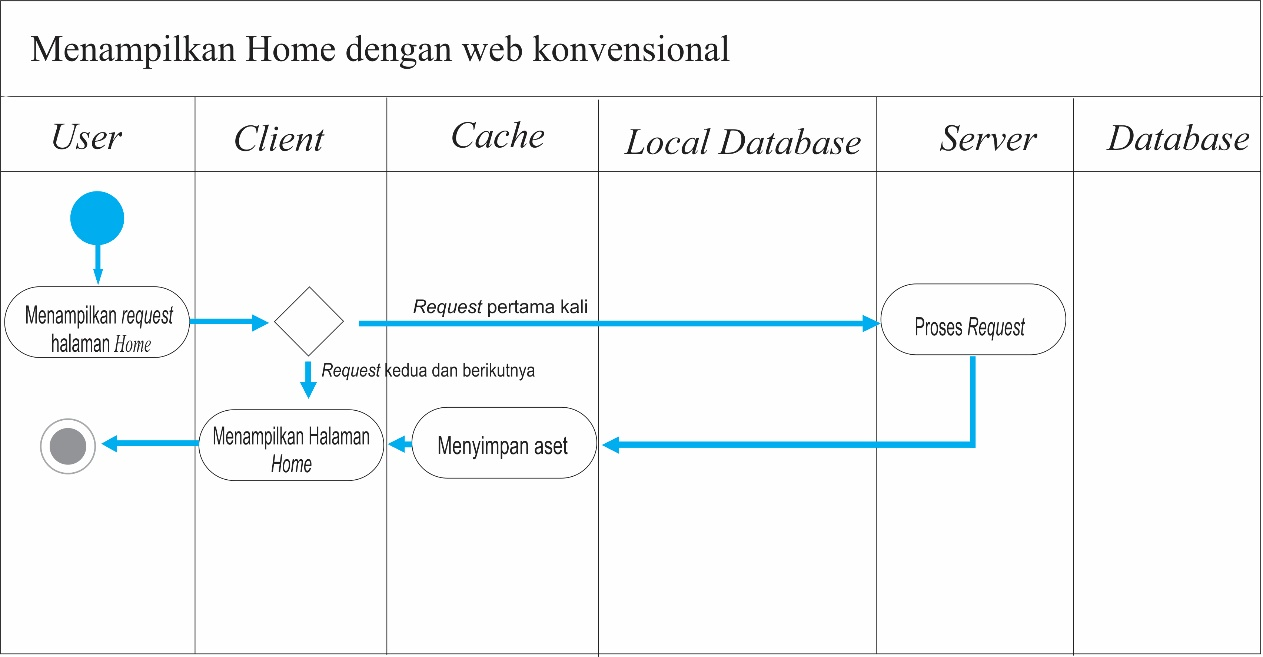 Menampilkan Home dengan web konvensional
User
Client
Cache
Local Database
Server
Database
Menampilkan request
halaman Home
Request pertama kali
Proses Request
Request kedua dan berikutnya
Menampilkan Halaman
Home
Menyimpan aset